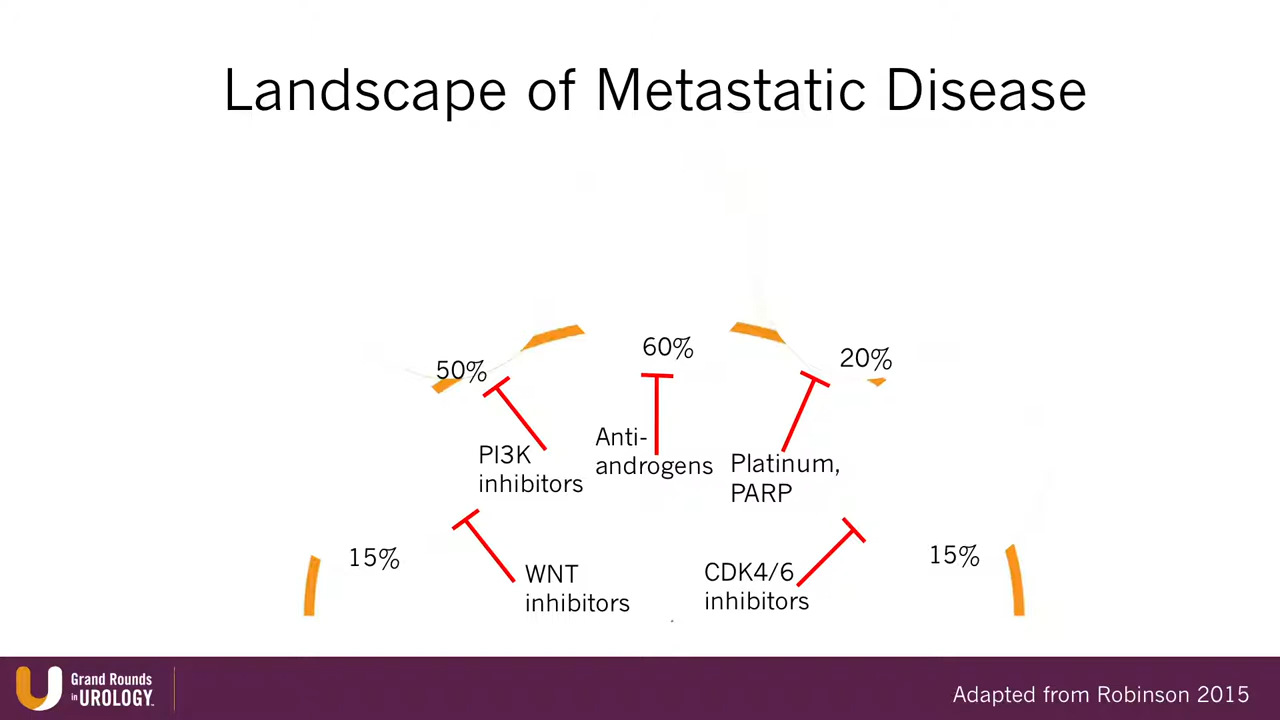 Landscape of Metastatic Disease
60%
50%
20%
Anti-
androgens
PI3K
inhibitors
Platinum,
PARP
15%
15%
WNT
inhibitors
CDK4/6
inhibitors
Grand Rounds
in UROLOGY™
Adapted from Robinson 2015